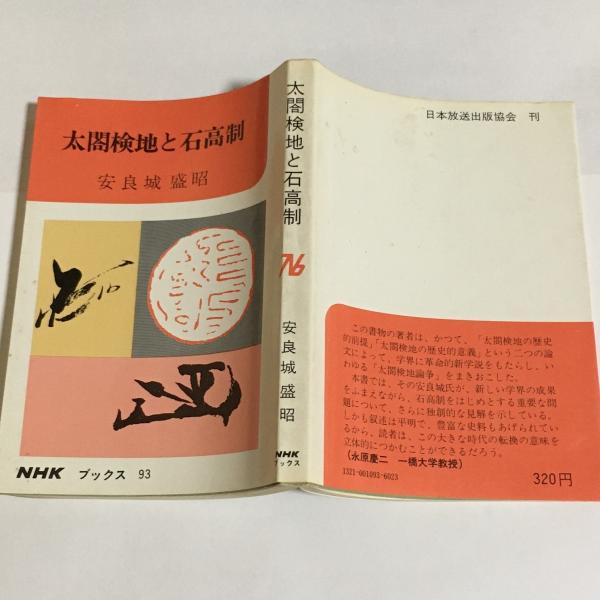 太閤検地と石高制
安良城 盛昭
NHK ブックス 93
太閤検地と石高制
76
安良城盛昭
NHK
ブックス
日本放送出版協会 刊
この書物の著者は、かつて、「太閤検地の歴史
的前提」「太閤検地の歴史的意義」という二つの論
文によって、学界に革命的新学説をもたらし、い
わゆる「太閤検地論争」をまきおこした。
本書では、その安良城氏が、新しい学界の成果
をふまえながら、石高制をはじめとする重要な問
題について、さらに独創的な見解を示している。
しかも叙述は平明で、豊富な史料もあげられてい
るから、読者は、この大きな時代の転換の意味を
立体的につかむことができるだろう。
(永原慶二 一橋大学教授)
1321-001093-6023
320円